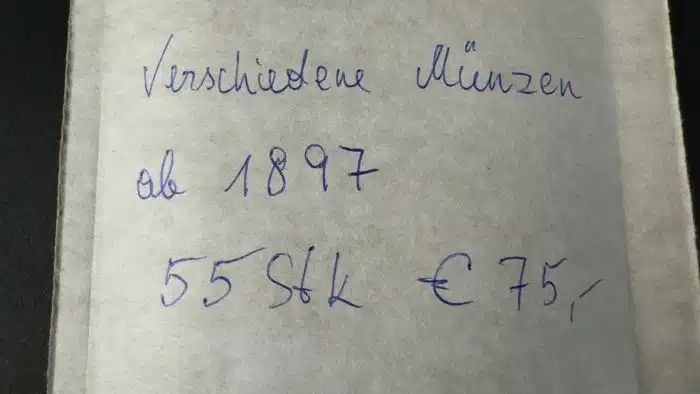 Verschiedene Münzen
ab 1897
55 Stk € 75,-